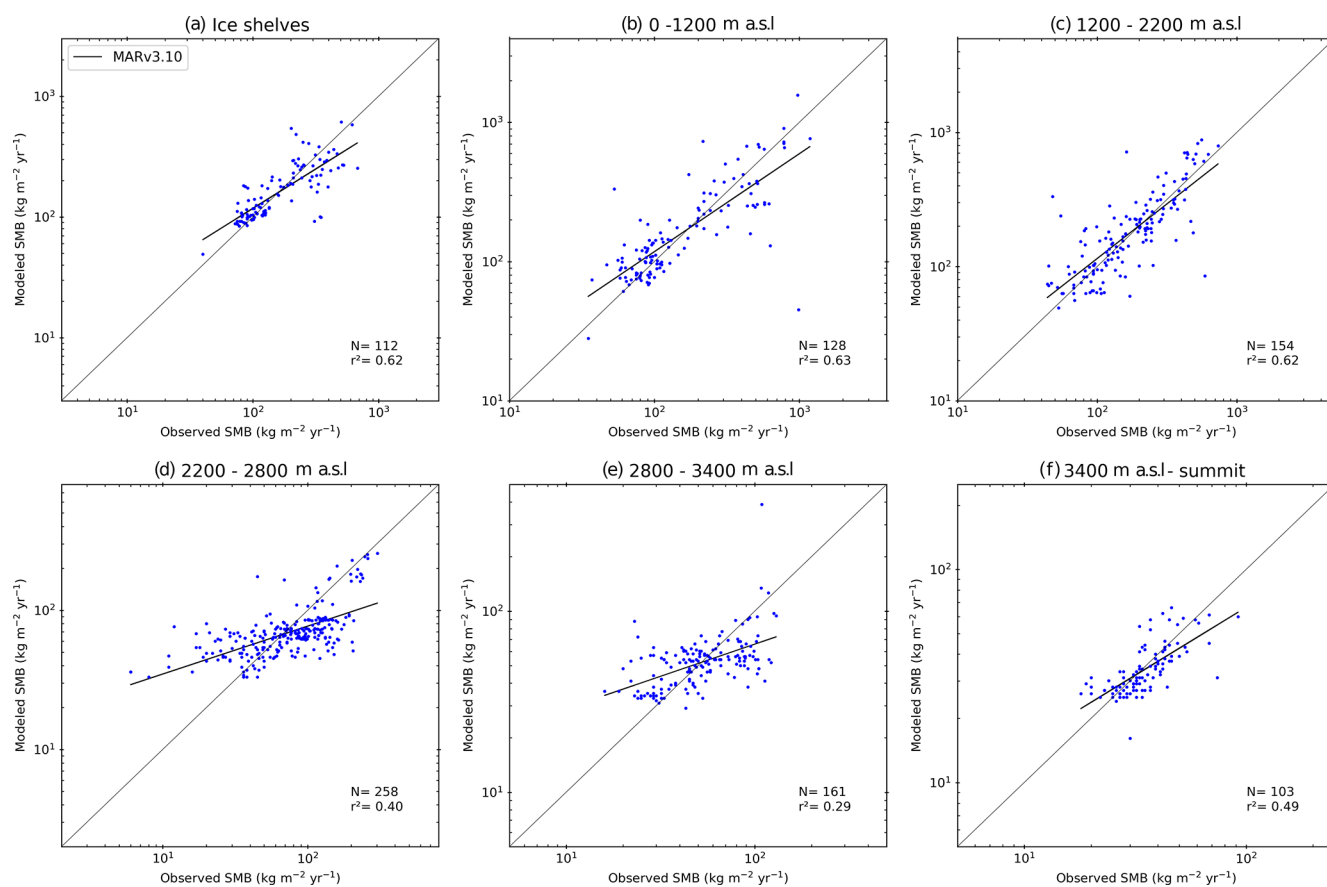 (a) Ice shelves
MARv3.10
Modeled SMB (kg m⁻² yr⁻¹)
10³
10²
10¹
N= 112
r²= 0.62
10¹ 10² 10³
Observed SMB (kg m⁻² yr⁻¹)
(b) 0 -1200 m a.s.l
Modeled SMB (kg m⁻² yr⁻¹)
10³
10²
10¹
N= 128
r²= 0.63
10¹ 10² 10³
Observed SMB (kg m⁻² yr⁻¹)
(c) 1200 - 2200 m a.s.l
Modeled SMB (kg m⁻² yr⁻¹)
10³
10²
10¹
N= 154
r²= 0.62
10¹ 10² 10³
Observed SMB (kg m⁻² yr⁻¹)
(d) 2200 - 2800 m a.s.l
Modeled SMB (kg m⁻² yr⁻¹)
10²
10¹
N= 258
r²= 0.40
10¹ 10²
Observed SMB (kg m⁻² yr⁻¹)
(e) 2800 - 3400 m a.s.l
Modeled SMB (kg m⁻² yr⁻¹)
10²
10¹
N= 161
r²= 0.29
10¹ 10²
Observed SMB (kg m⁻² yr⁻¹)
(f) 3400 m a.s.l - summit
Modeled SMB (kg m⁻² yr⁻¹)
10²
10¹
N= 103
r²= 0.49
10¹ 10²
Observed SMB (kg m⁻² yr⁻¹)